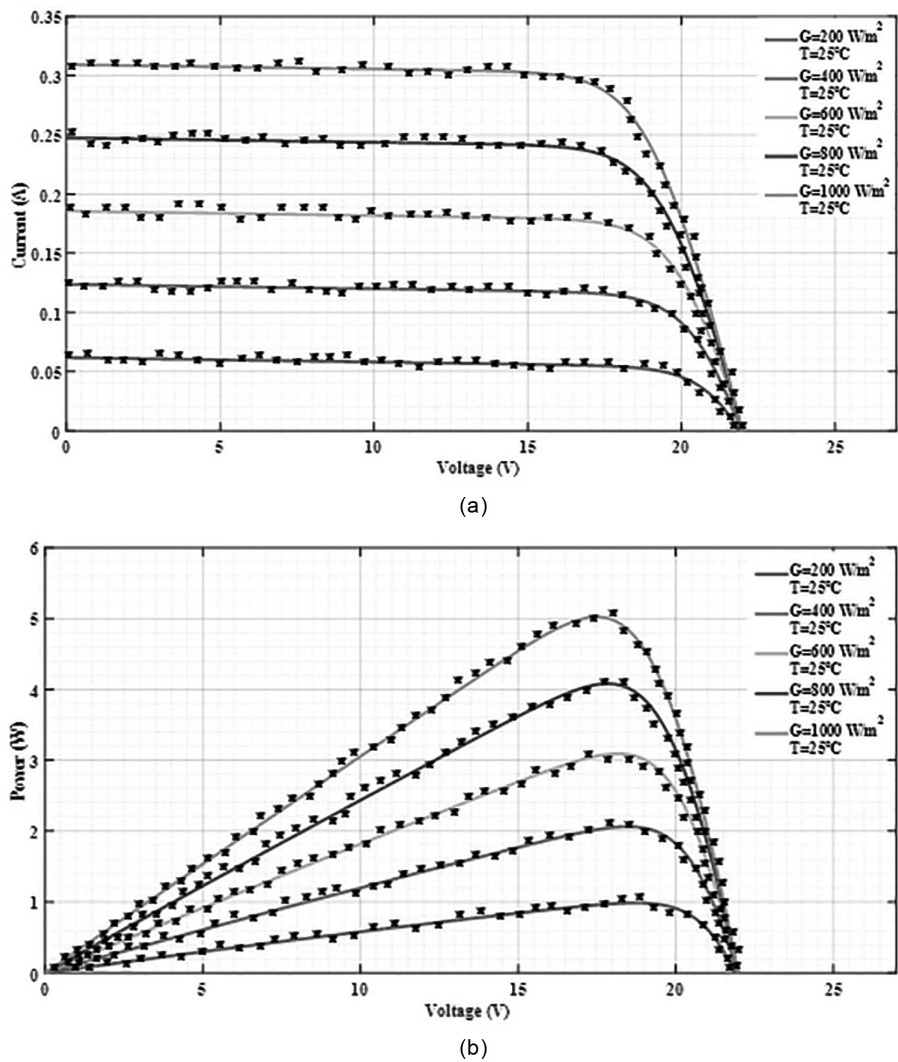 0.35
0.3
0.25
0.2
0.15
0.1
0.05
0
Current (A)
G=200 W/m²
T=25°C
G=400 W/m²
T=25°C
G=600 W/m²
T=25°C
G=800 W/m²
T=25°C
G=1000 W/m²
T=25°C
0 5 10 15 20 25
Voltage (V)
(a)
6
5
4
3
2
1
0
Power (W)
G=200 W/m²
T=25°C
G=400 W/m²
T=25°C
G=600 W/m²
T=25°C
G=800 W/m²
T=25°C
G=1000 W/m²
T=25°C
0 5 10 15 20 25
Voltage (V)
(b)